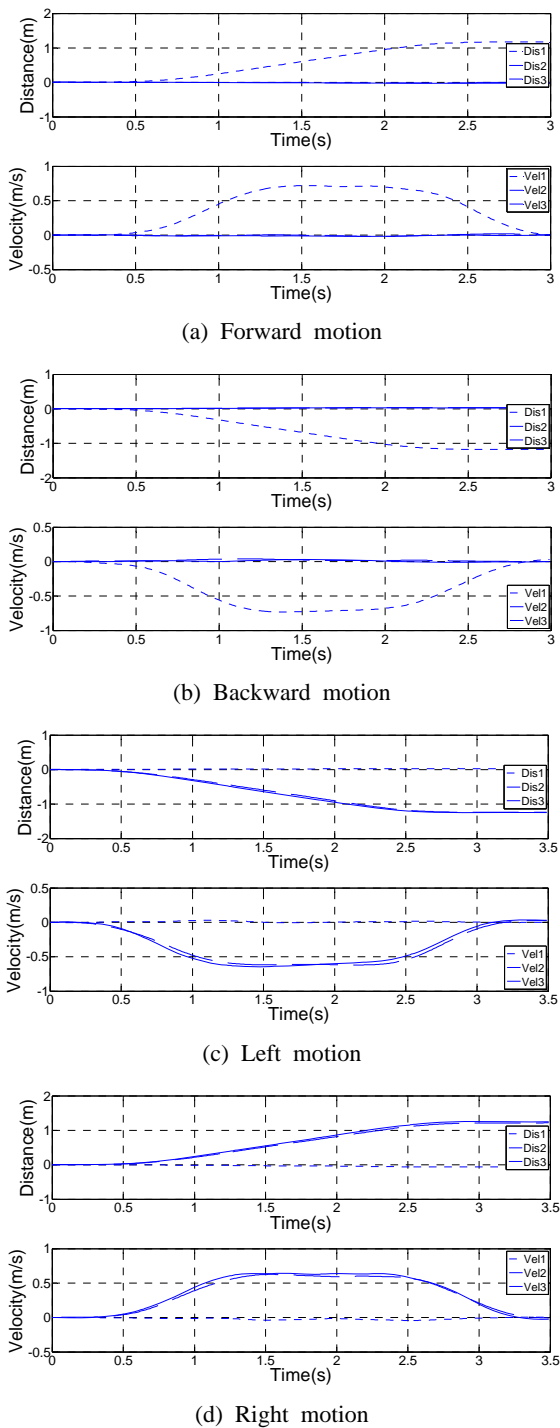 2
1
0
-1
Distance(m)
Dis1
Dis2
Dis3
0 0.5 1 1.5 2 2.5 3
Time(s)
1
0.5
0
-0.5
Velocity(m/s)
Vel1
Vel2
Vel3
0 0.5 1 1.5 2 2.5 3
Time(s)
(a) Forward motion
1
0
-1
-2
Distance(m)
Dis1
Dis2
Dis3
0 0.5 1 1.5 2 2.5 3
Time(s)
0.5
0
-0.5
-1
Velocity(m/s)
Vel1
Vel2
Vel3
0 0.5 1 1.5 2 2.5 3
Time(s)
(b) Backward motion
1
0
-1
-2
Distance(m)
Dis1
Dis2
Dis3
0 0.5 1 1.5 2 2.5 3 3.5
Time(s)
0.5
0
-0.5
-1
Velocity(m/s)
Vel1
Vel2
Vel3
0 0.5 1 1.5 2 2.5 3 3.5
Time(s)
(c) Left motion
2
1
0
-1
Distance(m)
Dis1
Dis2
Dis3
0 0.5 1 1.5 2 2.5 3 3.5
Time(s)
1
0.5
0
-0.5
Velocity(m/s)
Vel1
Vel2
Vel3
0 0.5 1 1.5 2 2.5 3 3.5
Time(s)
(d) Right motion